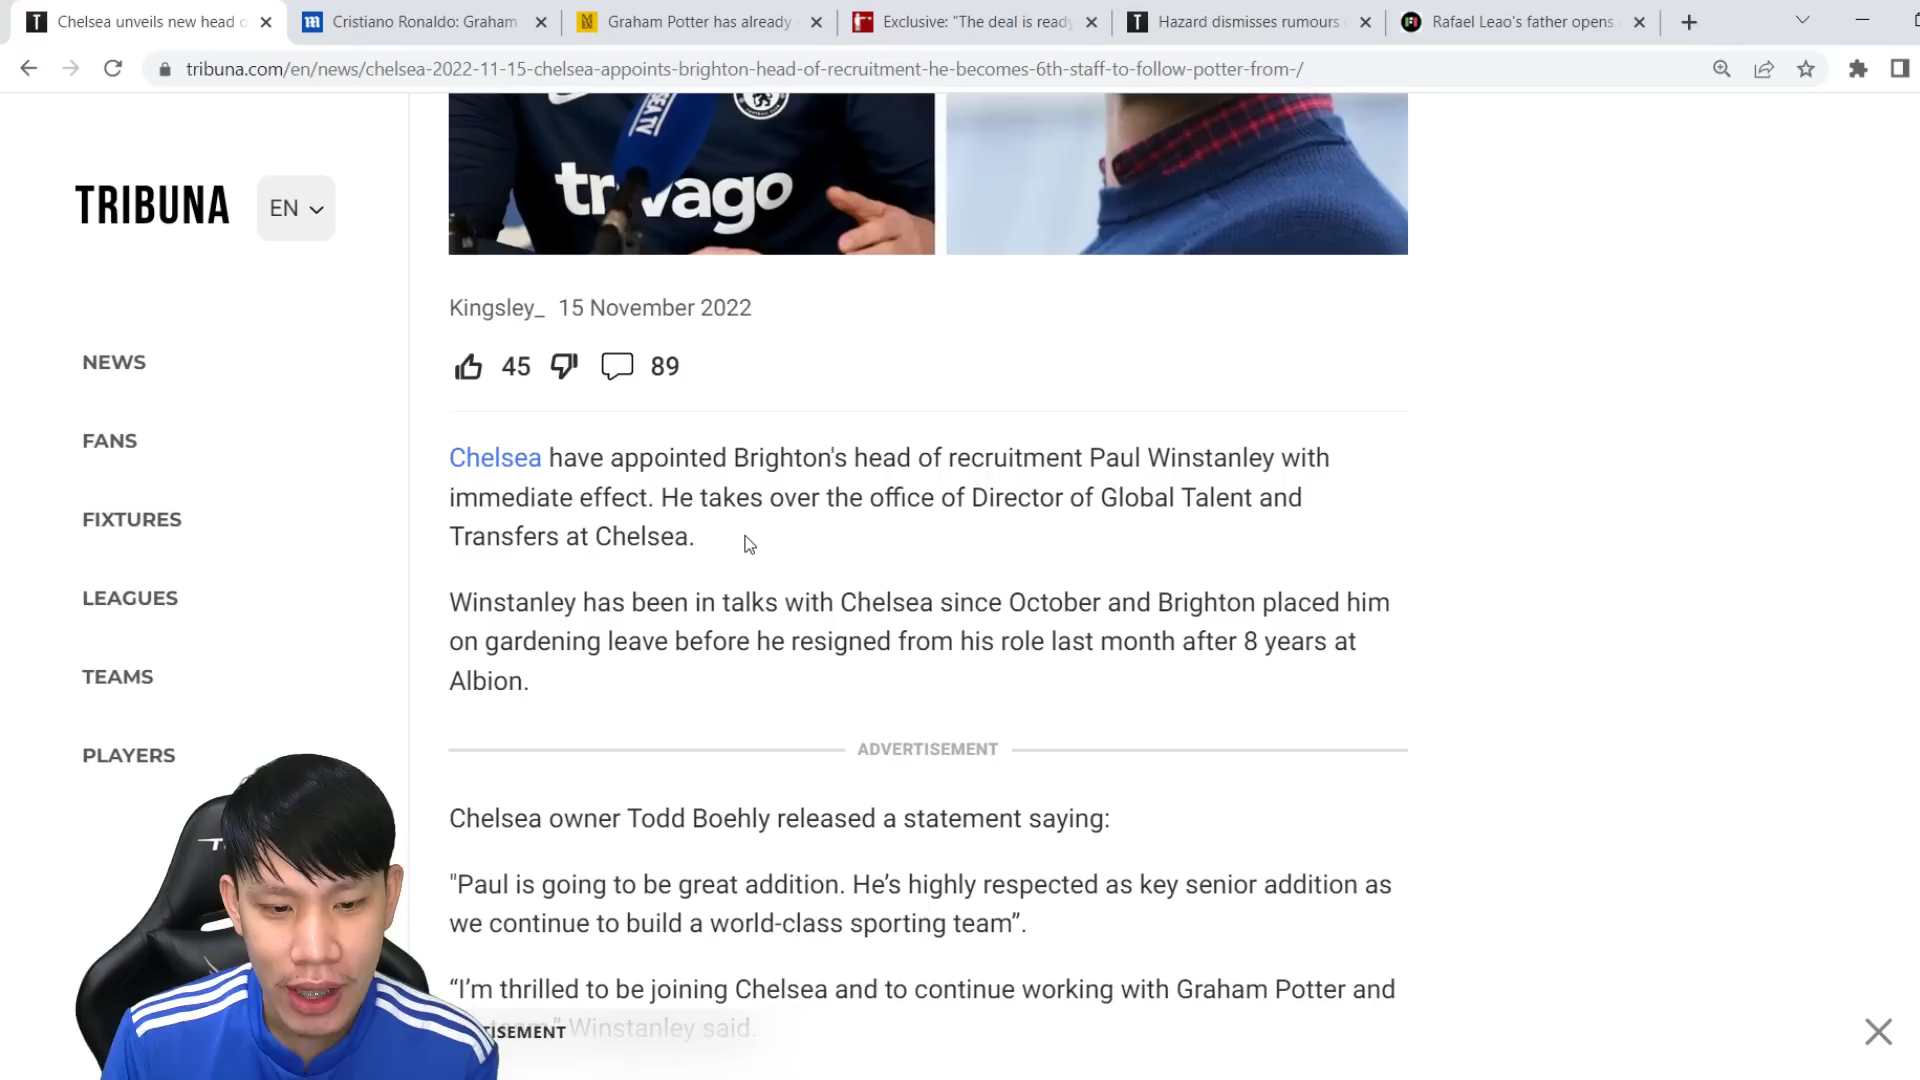 Chelsea unveils new head o
Cristiano Ronaldo: Graham
Graham Potter has already
Exclusive: "The deal is ready
Hazard dismisses rumours
Rafael Leao's father opens
tribuna.com/en/news/chelsea-2022-11-15-chelsea-appoints-brighton-head-of-recruitment-he-becomes-6th-staff-to-follow-potter-from-/
TRIBUNA
EN
NEWS
FANS
FIXTURES
LEAGUES
TEAMS
PLAYERS
trivago
Kingsley_ 15 November 2022
45 89
Chelsea have appointed Brighton's head of recruitment Paul Winstanley with
immediate effect. He takes over the office of Director of Global Talent and
Transfers at Chelsea.
Winstanley has been in talks with Chelsea since October and Brighton placed him
on gardening leave before he resigned from his role last month after 8 years at
Albion.
ADVERTISEMENT
Chelsea owner Todd Boehly released a statement saying:
"Paul is going to be great addition. He’s highly respected as key senior addition as
we continue to build a world-class sporting team”.
“I’m thrilled to be joining Chelsea and to continue working with Graham Potter and
Winstanley said.
TISEMENT